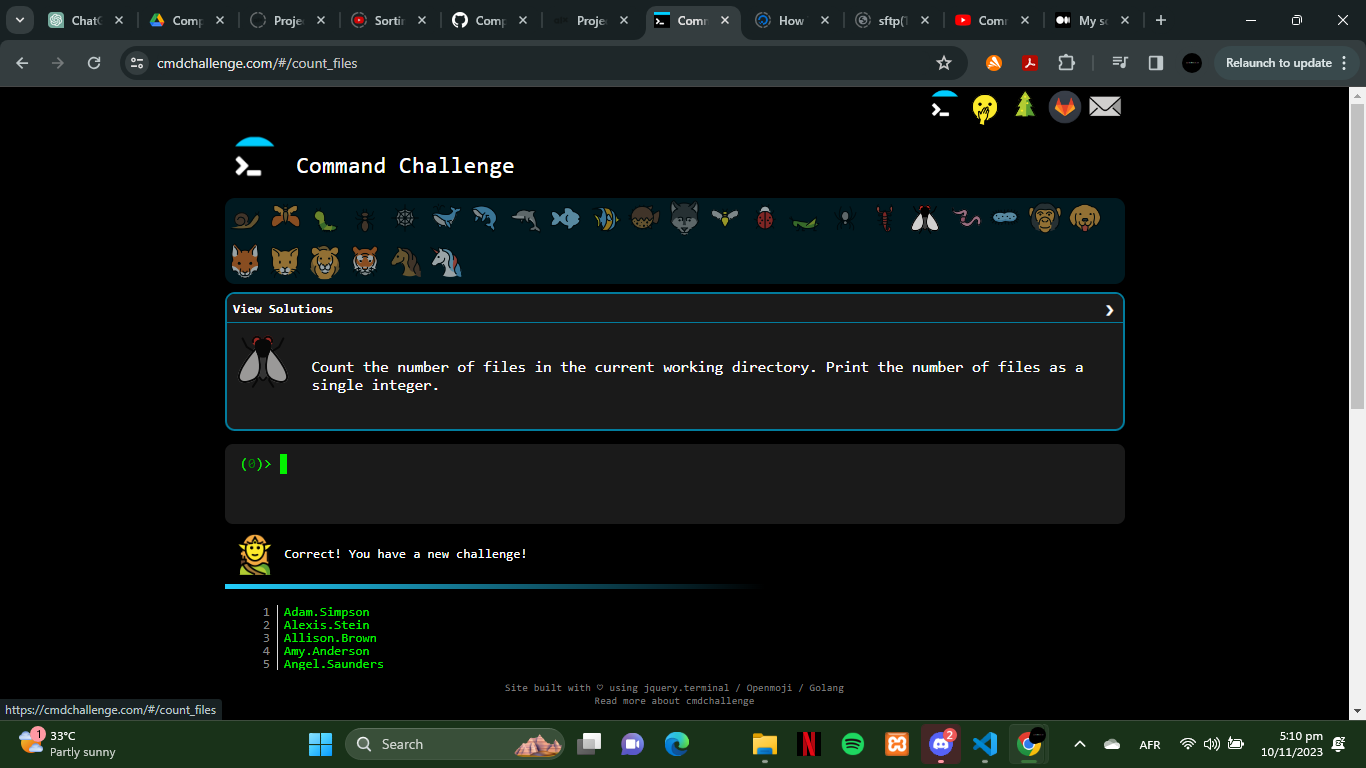 ChatG
Comp
Proje
Sortin
Comp
Proje
Comm
How
sftp(1
Comm
My so
cmdchallenge.com/#/count_files
Relaunch to update
Command Challenge
View Solutions
Count the number of files in the current working directory. Print the number of files as a
single integer.
(0)>
Correct! You have a new challenge!
1 Adam.Simpson
2 Alexis.Stein
3 Allison.Brown
4 Amy.Anderson
5 Angel.Saunders
Site built with ♡ using jquery.terminal / Openmoji / Golang
Read more about cmdchallenge
https://cmdchallenge.com/#/count_files
1
33°C
Partly sunny
Search
2
AFR
5:10 pm
10/11/2023